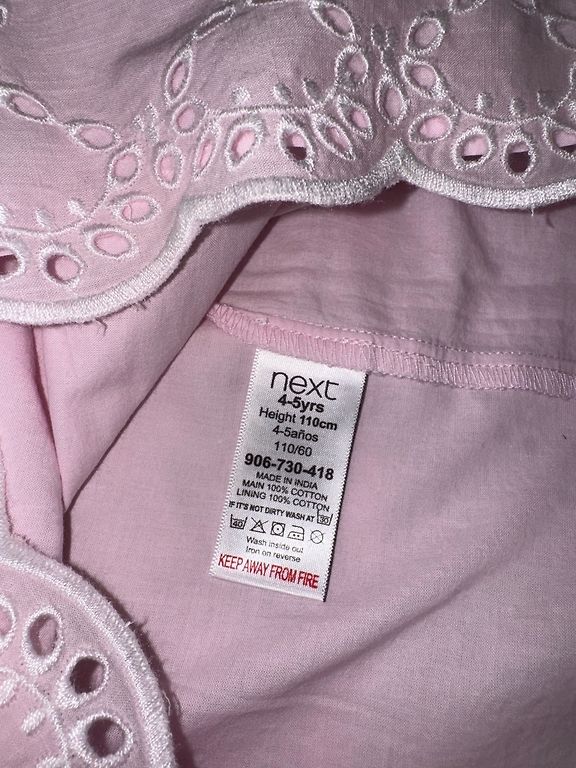 next
4-5yrs
Height 110cm
4-5años
110/60
906-730-418
MADE IN INDIA
MAIN 100% COTTON
LINING 100% COTTON
IF IT'S NOT DIRTY WASH AT 30
40
Wash inside out
Iron on reverse
KEEP AWAY FROM FIRE